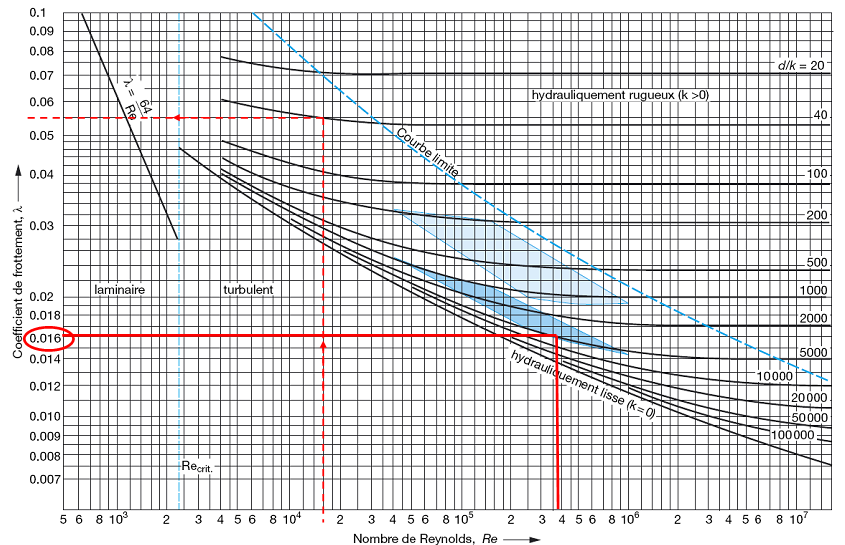 0.1
0.09
0.08
0.07
0.06
0.05
0.04
0.03
0.02
0.018
0.016
0.014
0.012
0.010
0.009
0.008
0.007
Coefficient de frottement, λ
λ = 64
Re
d/k = 20
hydrauliquement rugueux (k >0)
40
Courbe limite
100
200
500
1000
2000
5000
10 000
20 000
50 000
100 000
laminaire
turbulent
hydrauliquement lisse (k=0)
Recrit.
5 6 8 10³ 2 3 4 5 6 8 10⁴ 2 3 4 5 6 8 10⁵ 2 3 4 5 6 8 10⁶ 2 3 4 5 6 8 10⁷
Nombre de Reynolds, Re